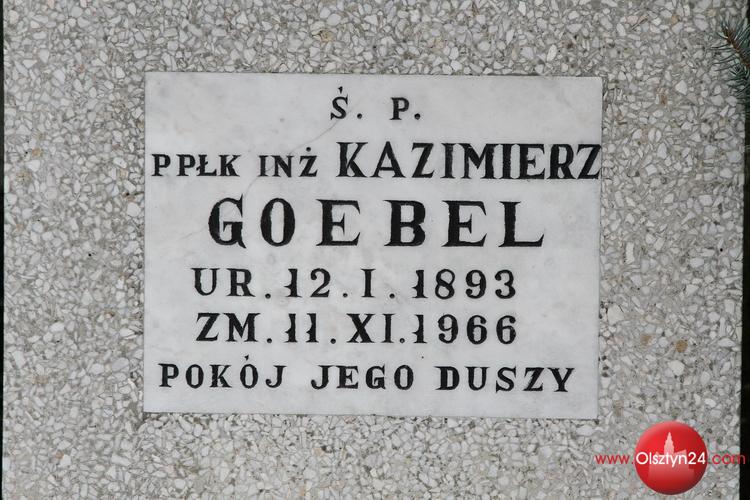 Ś. P.
PPŁK INŻ KAZIMIERZ
GOEBEL
UR. 12. I. 1893
ZM. 11. XI. 1966
POKÓJ JEGO DUSZY
www.Olsztyn24.com